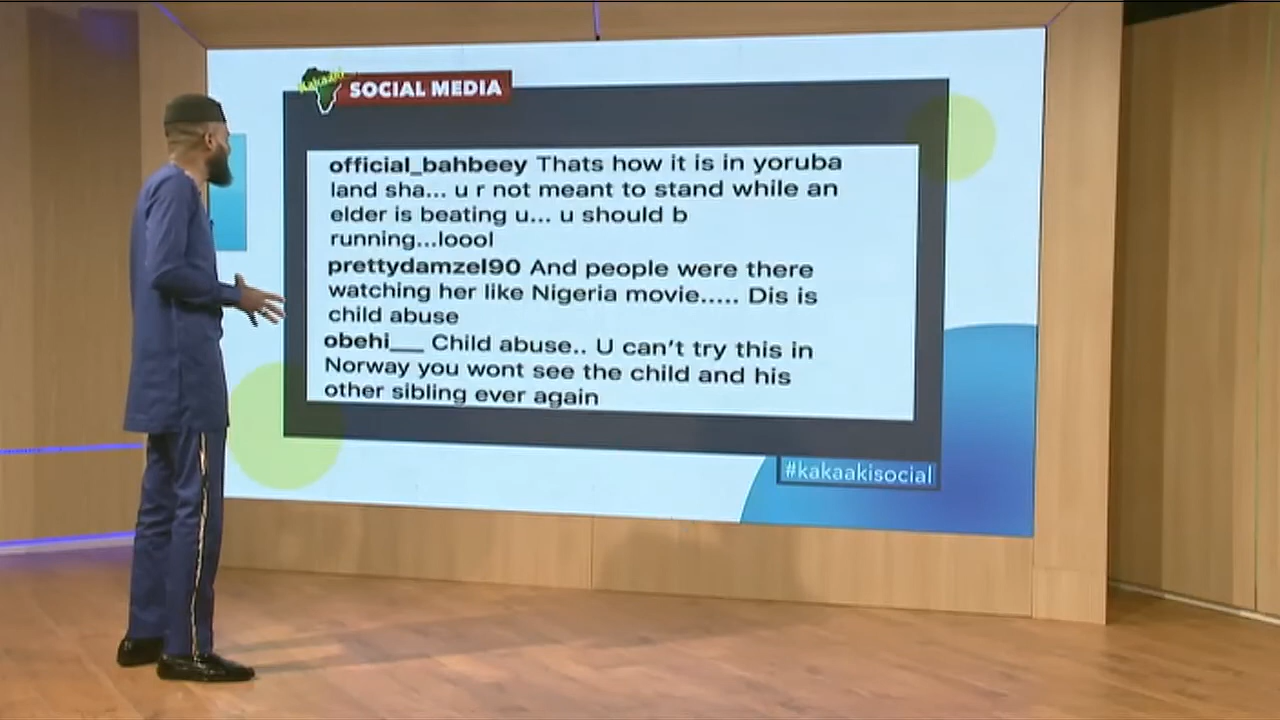 Kakaaki
SOCIAL MEDIA
official_bahbeey Thats how it is in yoruba
land sha... u r not meant to stand while an
elder is beating u... u should b
running...loool
prettydamzel90 And people were there
watching her like Nigeria movie..... Dis is
child abuse
obehi___ Child abuse.. U can't try this in
Norway you wont see the child and his
other sibling ever again
#kakaakisocial